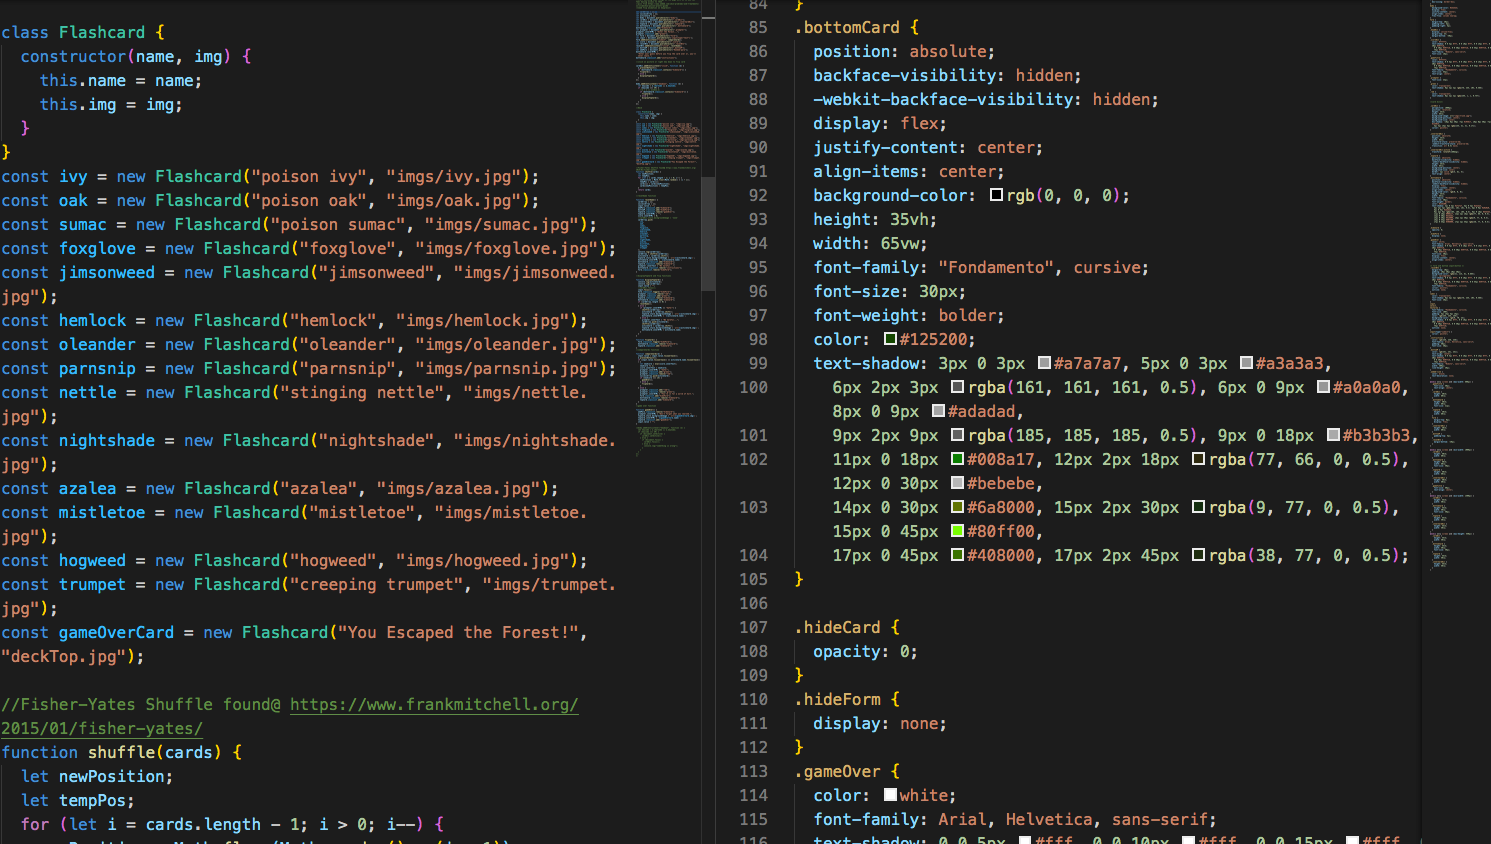 class Flashcard {
constructor(name, img) {
this.name = name;
this.img = img;
}
}
const ivy = new Flashcard("poison ivy", "imgs/ivy.jpg");
const oak = new Flashcard("poison oak", "imgs/oak.jpg");
const sumac = new Flashcard("poison sumac", "imgs/sumac.jpg");
const foxglove = new Flashcard("foxglove", "imgs/foxglove.jpg");
const jimsonweed = new Flashcard("jimsonweed", "imgs/jimsonweed.
jpg");
const hemlock = new Flashcard("hemlock", "imgs/hemlock.jpg");
const oleander = new Flashcard("oleander", "imgs/oleander.jpg");
const parnsnip = new Flashcard("parnsnip", "imgs/parnsnip.jpg");
const nettle = new Flashcard("stinging nettle", "imgs/nettle.
jpg");
const nightshade = new Flashcard("nightshade", "imgs/nightshade.
jpg");
const azalea = new Flashcard("azalea", "imgs/azalea.jpg");
const mistletoe = new Flashcard("mistletoe", "imgs/mistletoe.
jpg");
const hogweed = new Flashcard("hogweed", "imgs/hogweed.jpg");
const trumpet = new Flashcard("creeping trumpet", "imgs/trumpet.
jpg");
const gameOverCard = new Flashcard("You Escaped the Forest!",
"deckTop.jpg");
//Fisher-Yates Shuffle found@ https://www.frankmitchell.org/
2015/01/fisher-yates/
function shuffle(cards) {
let newPosition;
let tempPos;
for (let i = cards.length - 1; i > 0; i--) {
84 }
85 .bottomCard {
86 position: absolute;
87 backface-visibility: hidden;
88 -webkit-backface-visibility: hidden;
89 display: flex;
90 justify-content: center;
91 align-items: center;
92 background-color: rgb(0, 0, 0);
93 height: 35vh;
94 width: 65vw;
95 font-family: "Fondamento", cursive;
96 font-size: 30px;
97 font-weight: bolder;
98 color: #125200;
99 text-shadow: 3px 0 3px #a7a7a7, 5px 0 3px #a3a3a3,
100 6px 2px 3px rgba(161, 161, 161, 0.5), 6px 0 9px #a0a0a0,
8px 0 9px #adadad,
101 9px 2px 9px rgba(185, 185, 185, 0.5), 9px 0 18px #b3b3b3,
102 11px 0 18px #008a17, 12px 2px 18px rgba(77, 66, 0, 0.5),
12px 0 30px #bebebe,
103 14px 0 30px #6a8000, 15px 2px 30px rgba(9, 77, 0, 0.5),
15px 0 45px #80ff00,
104 17px 0 45px #408000, 17px 2px 45px rgba(38, 77, 0, 0.5);
105 }
106
107 .hideCard {
108 opacity: 0;
109 }
110 .hideForm {
111 display: none;
112 }
113 .gameOver {
114 color: white;
115 font-family: Arial, Helvetica, sans-serif;
116 text-shadow: 0 0 5px #fff, 0 0 10px #fff, 0 0 15px #fff